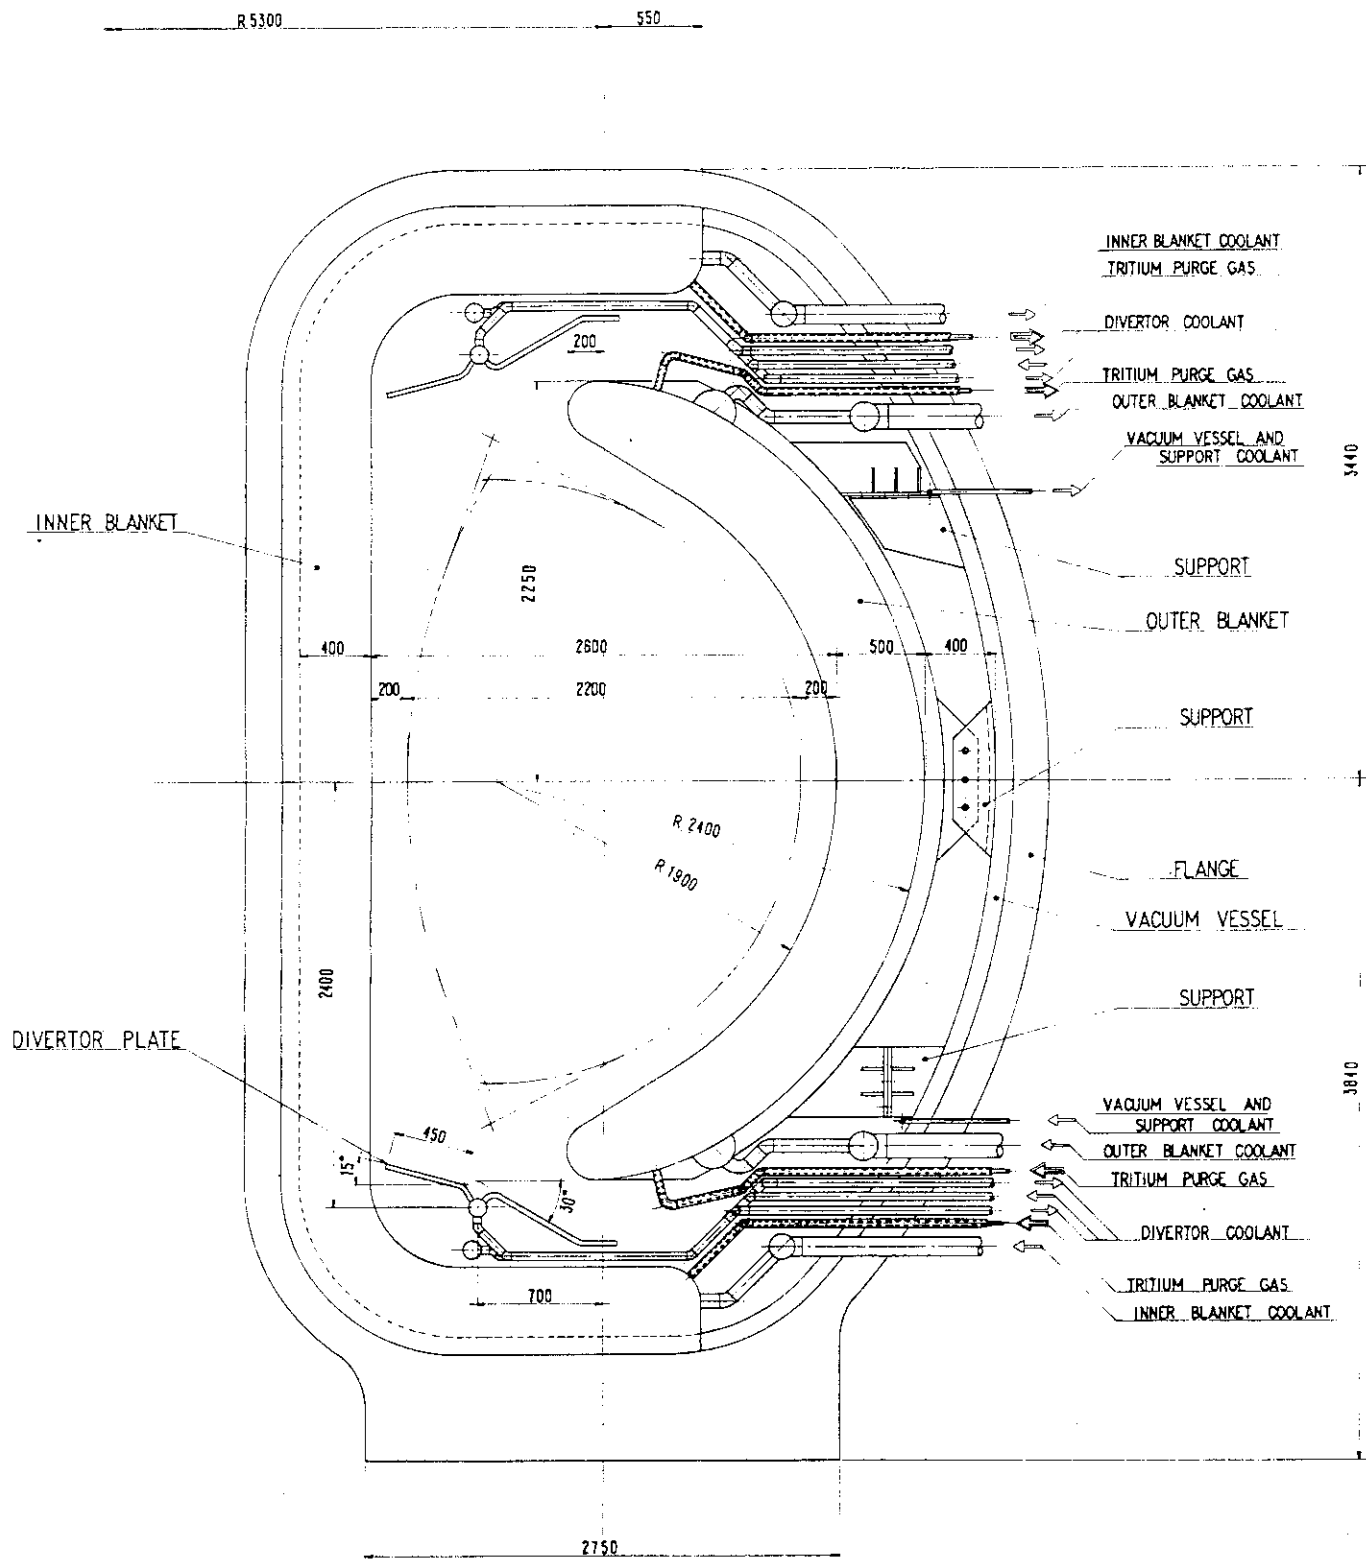 R 5300
550
INNER BLANKET COOLANT
TRITIUM PURGE GAS
DIVERTOR COOLANT
200
TRITIUM PURGE GAS
OUTER BLANKET COOLANT
VACUUM VESSEL AND
SUPPORT COOLANT
3440
INNER BLANKET
SUPPORT
2250
OUTER BLANKET
400
2600
500
400
200
2200
200
SUPPORT
R 2400
R 1900
FLANGE
VACUUM VESSEL
2400
SUPPORT
DIVERTOR PLATE
3840
VACUUM VESSEL AND
SUPPORT COOLANT
450
15°
OUTER BLANKET COOLANT
TRITIUM PURGE GAS
30°
DIVERTOR COOLANT
700
TRITIUM PURGE GAS
INNER BLANKET COOLANT
2750